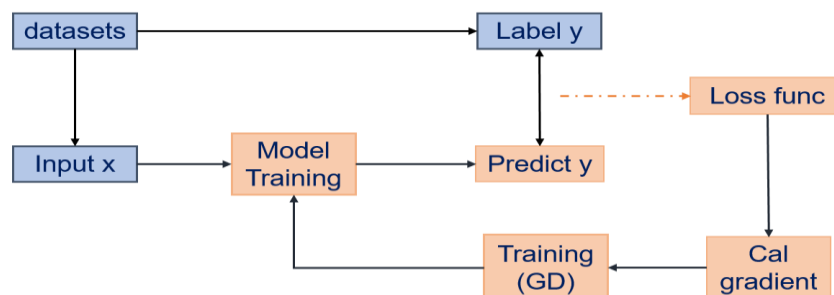 datasets
Label y
Loss func
Input x
Model
Training
Predict y
Training
(GD)
Cal
gradient